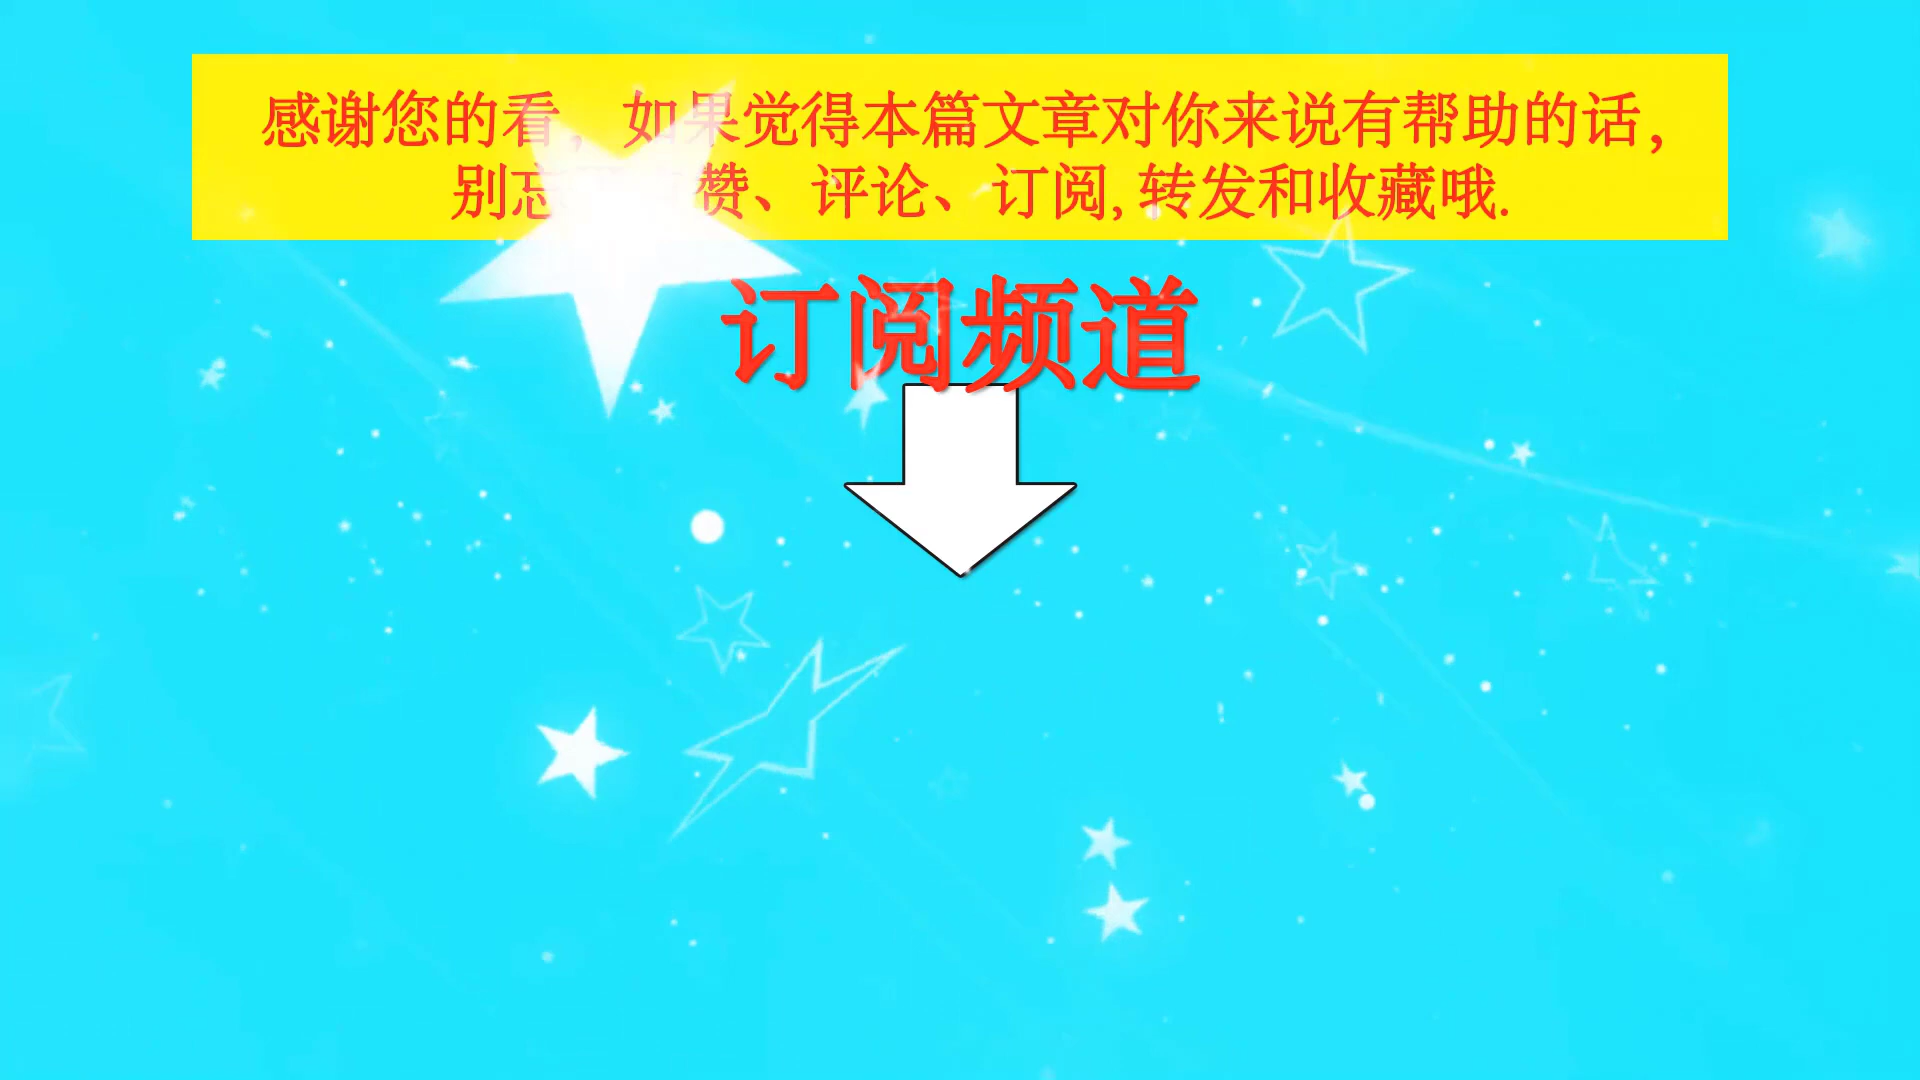 感谢您的看，如果觉得本篇文章对你来说有帮助的话，
别忘赞、评论、订阅,转发和收藏哦.
订阅频道